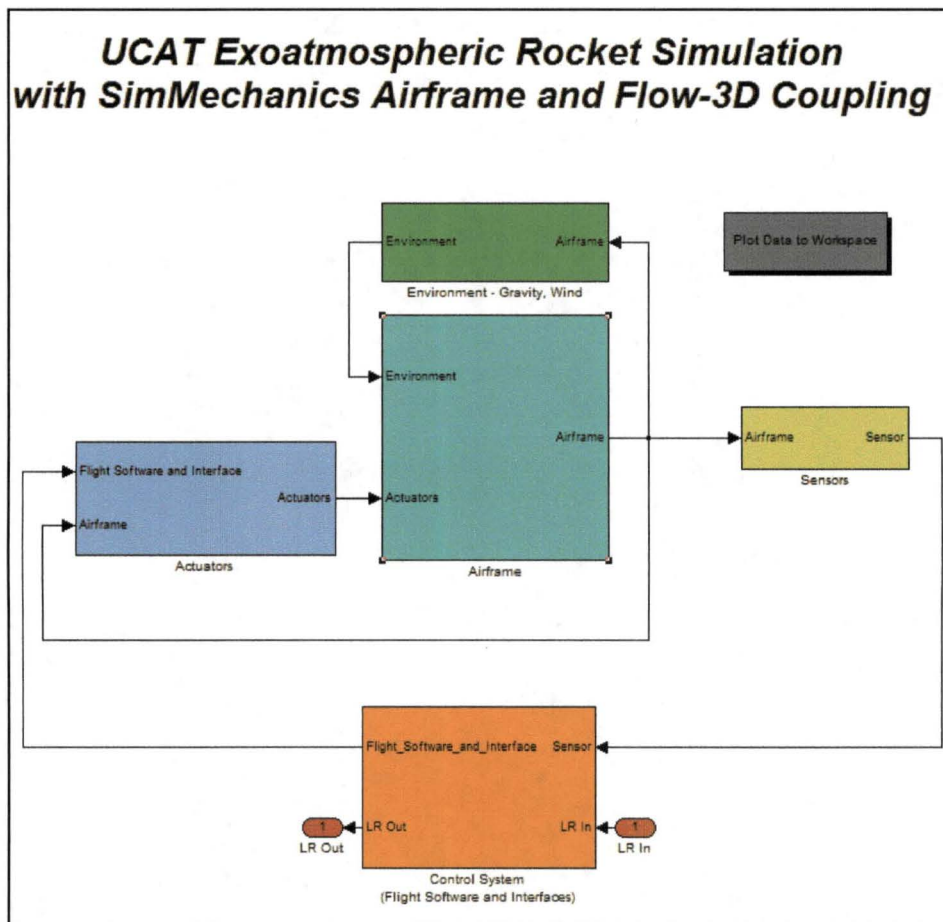 UCAT Exoatmospheric Rocket Simulation
with SimMechanics Airframe and Flow-3D Coupling
Environment Airframe
Environment - Gravity, Wind
Plot Data to Workspace
Environment
Airframe
Actuators
Airframe
Airframe Sensor
Sensors
Flight Software and Interface
Actuators
Airframe
Actuators
Flight_Software_and_Interface Sensor
LR Out LR In
1
LR Out
1
LR In
Control System
(Flight Software and Interfaces)